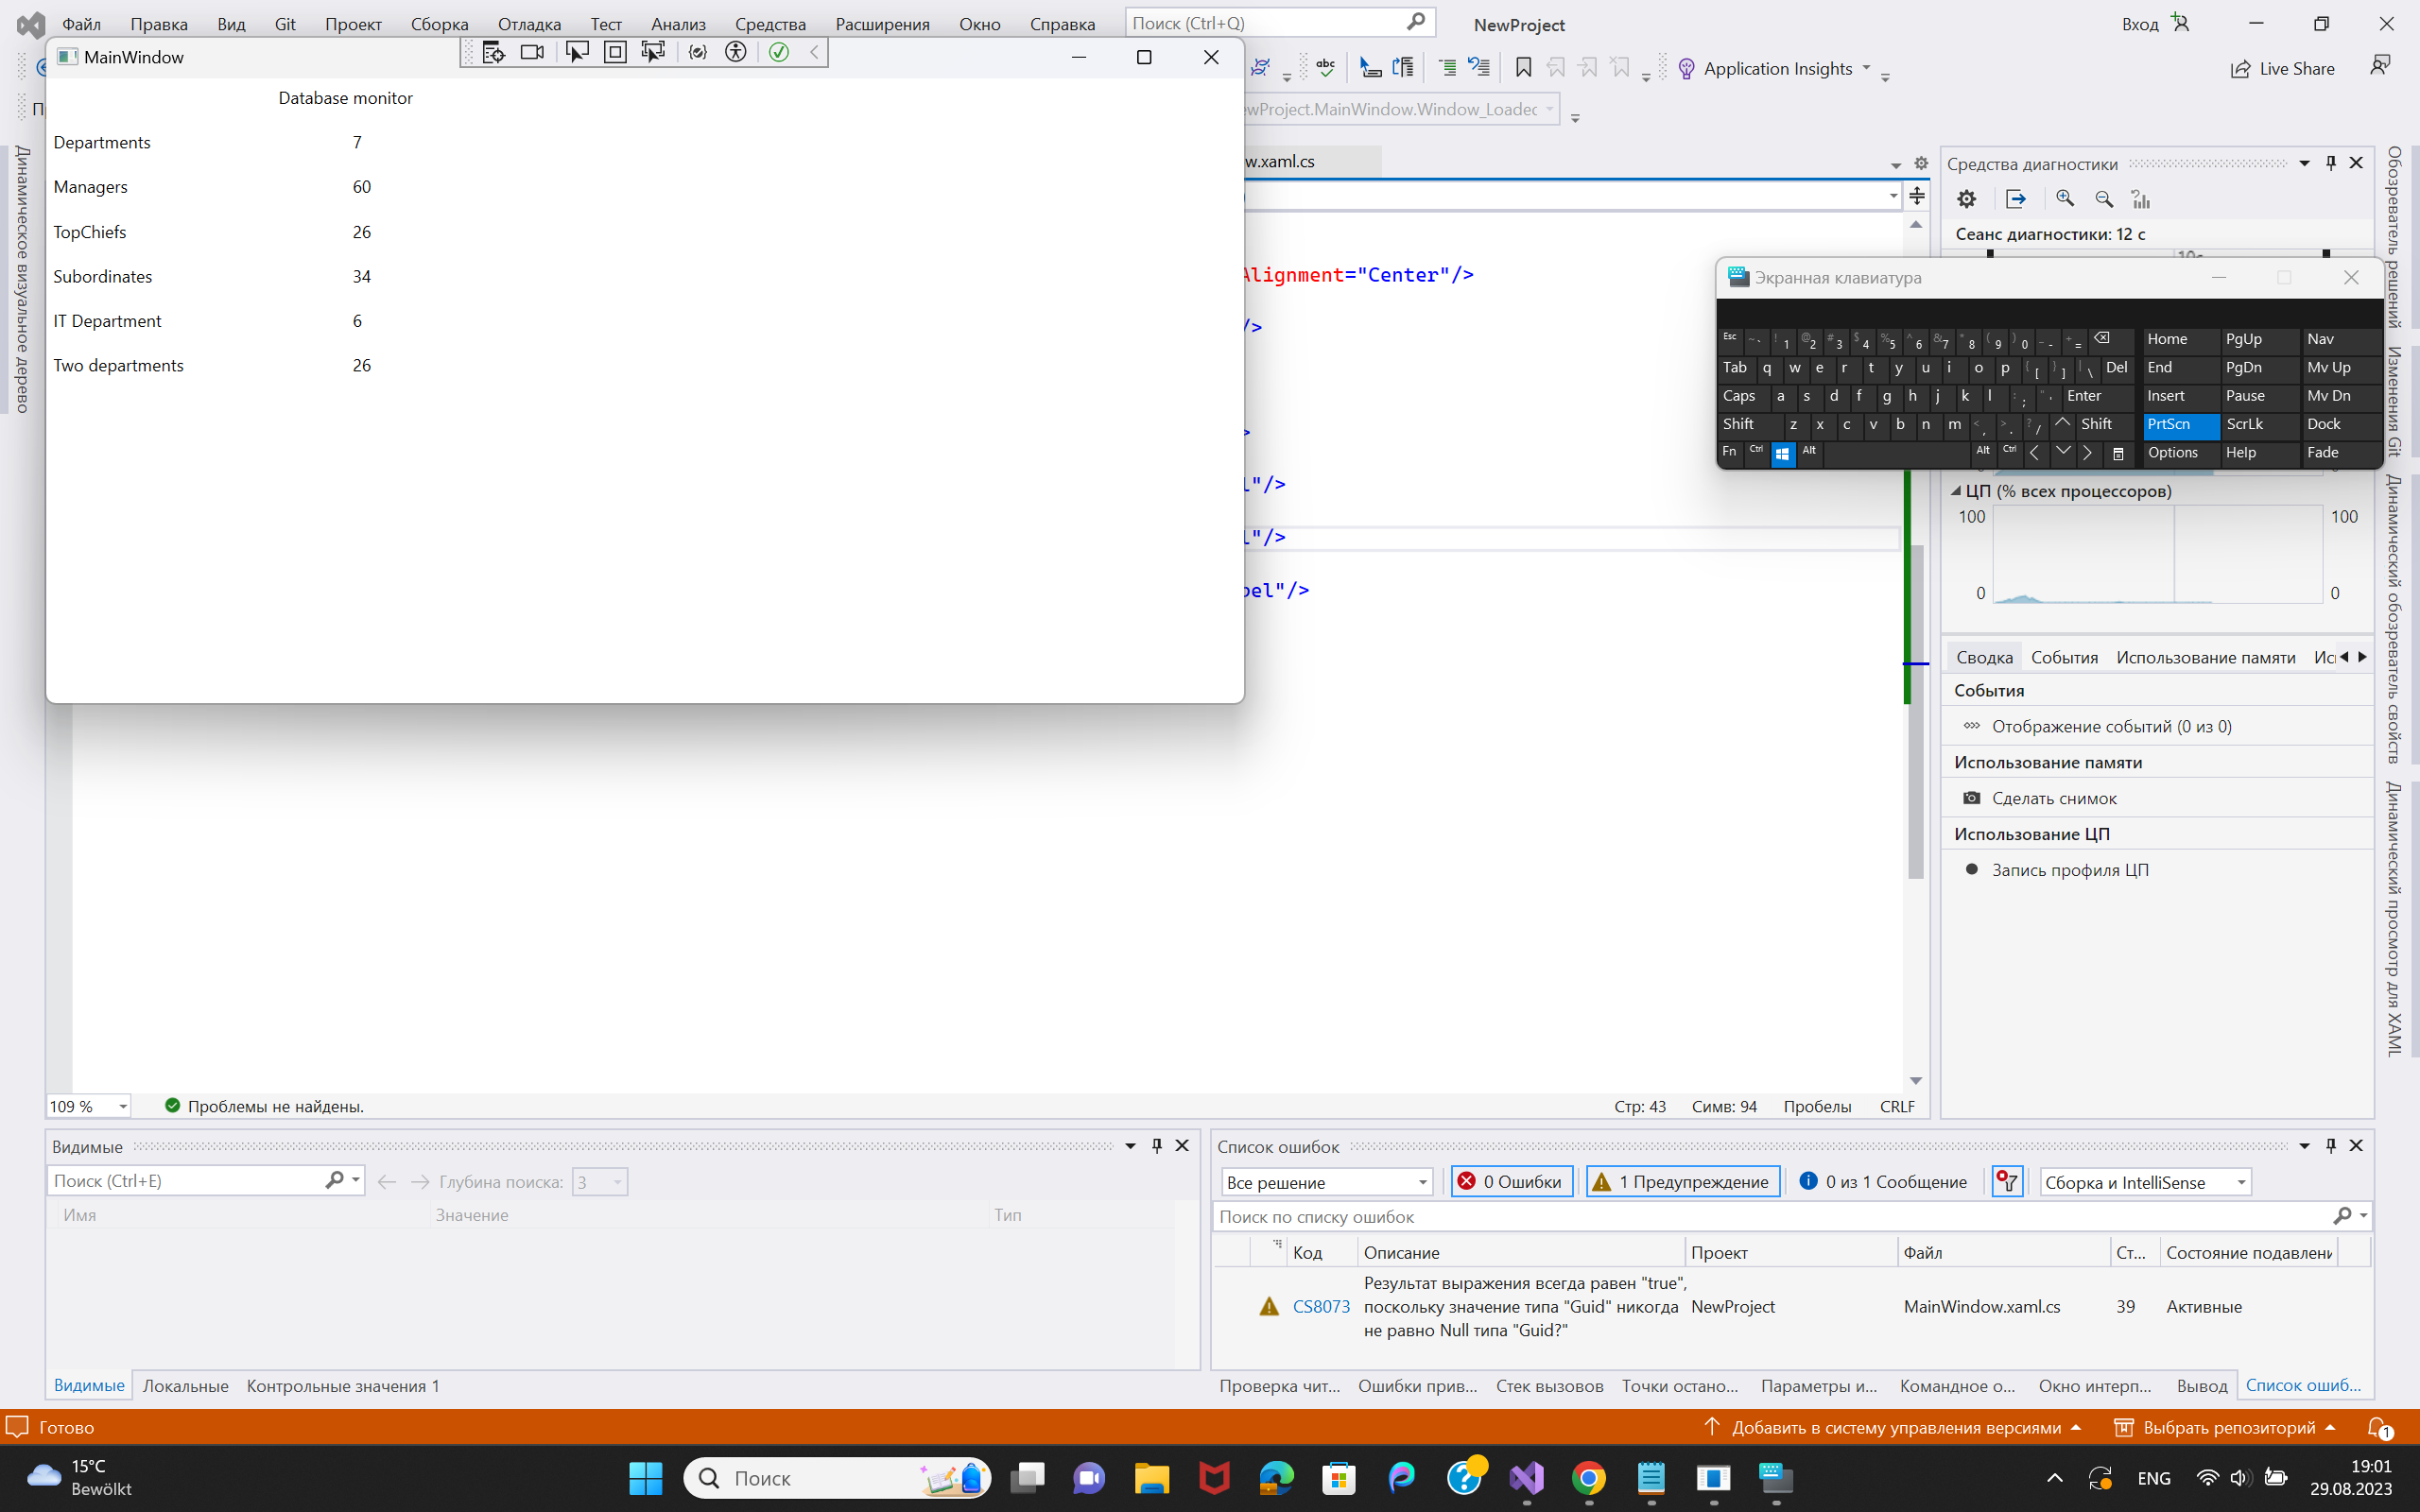 Файл Правка Вид Git Проект Сборка Отладка Тест Анализ Средства Расширения Окно Справка Поиск (Ctrl+Q) NewProject Вход
MainWindow
Application Insights Live Share
NewProject.MainWindow.Window_Loaded
Database monitor
Departments 7
Managers 60
TopChiefs 26
Subordinates 34
IT Department 6
Two departments 26
Динамическое визуальное дерево
w.xaml.cs
Alignment="Center"/>
/>
>
l"/>
l"/>
bel"/>
Средства диагностики
Сеанс диагностики: 12 с
Экранная клавиатура
Esc ~ ` ! 1 @ 2 # 3 $ 4 % 5 ^ 6 & 7 * 8 ( 9 ) 0 _ - + = Home PgUp Nav
Tab q w e r t y u i o p { [ } ] | \ Del End PgDn Mv Up
Caps a s d f g h j k l : ; " ' Enter Insert Pause Mv Dn
Shift z x c v b n m < , > . ? / Shift PrtScn ScrLk Dock
Fn Ctrl Alt Alt Ctrl Options Help Fade
ЦП (% всех процессоров)
100 100
0 0
Сводка События Использование памяти Ис
События
Отображение событий (0 из 0)
Использование памяти
Сделать снимок
Использование ЦП
Запись профиля ЦП
Обозреватель решений
Изменения Git
Динамический обозреватель свойств
Динамический просмотр для XAML
109 % Проблемы не найдены. Стр: 43 Симв: 94 Пробелы CRLF
Видимые
Поиск (Ctrl+E) Глубина поиска: 3
Имя Значение Тип
Видимые Локальные Контрольные значения 1
Список ошибок
Все решение 0 Ошибки 1 Предупреждение 0 из 1 Сообщение Сборка и IntelliSense
Поиск по списку ошибок
Код Описание Проект Файл Ст... Состояние подавлени
Результат выражения всегда равен "true",
CS8073 поскольку значение типа "Guid" никогда NewProject MainWindow.xaml.cs 39 Активные
не равно Null типа "Guid?"
Проверка чит... Ошибки прив... Стек вызовов Точки остано... Параметры и... Командное о... Окно интерп... Вывод Список ошиб...
Готово Добавить в систему управления версиями Выбрать репозиторий 1
15°C
Bewölkt
Поиск
ENG
19:01
29.08.2023